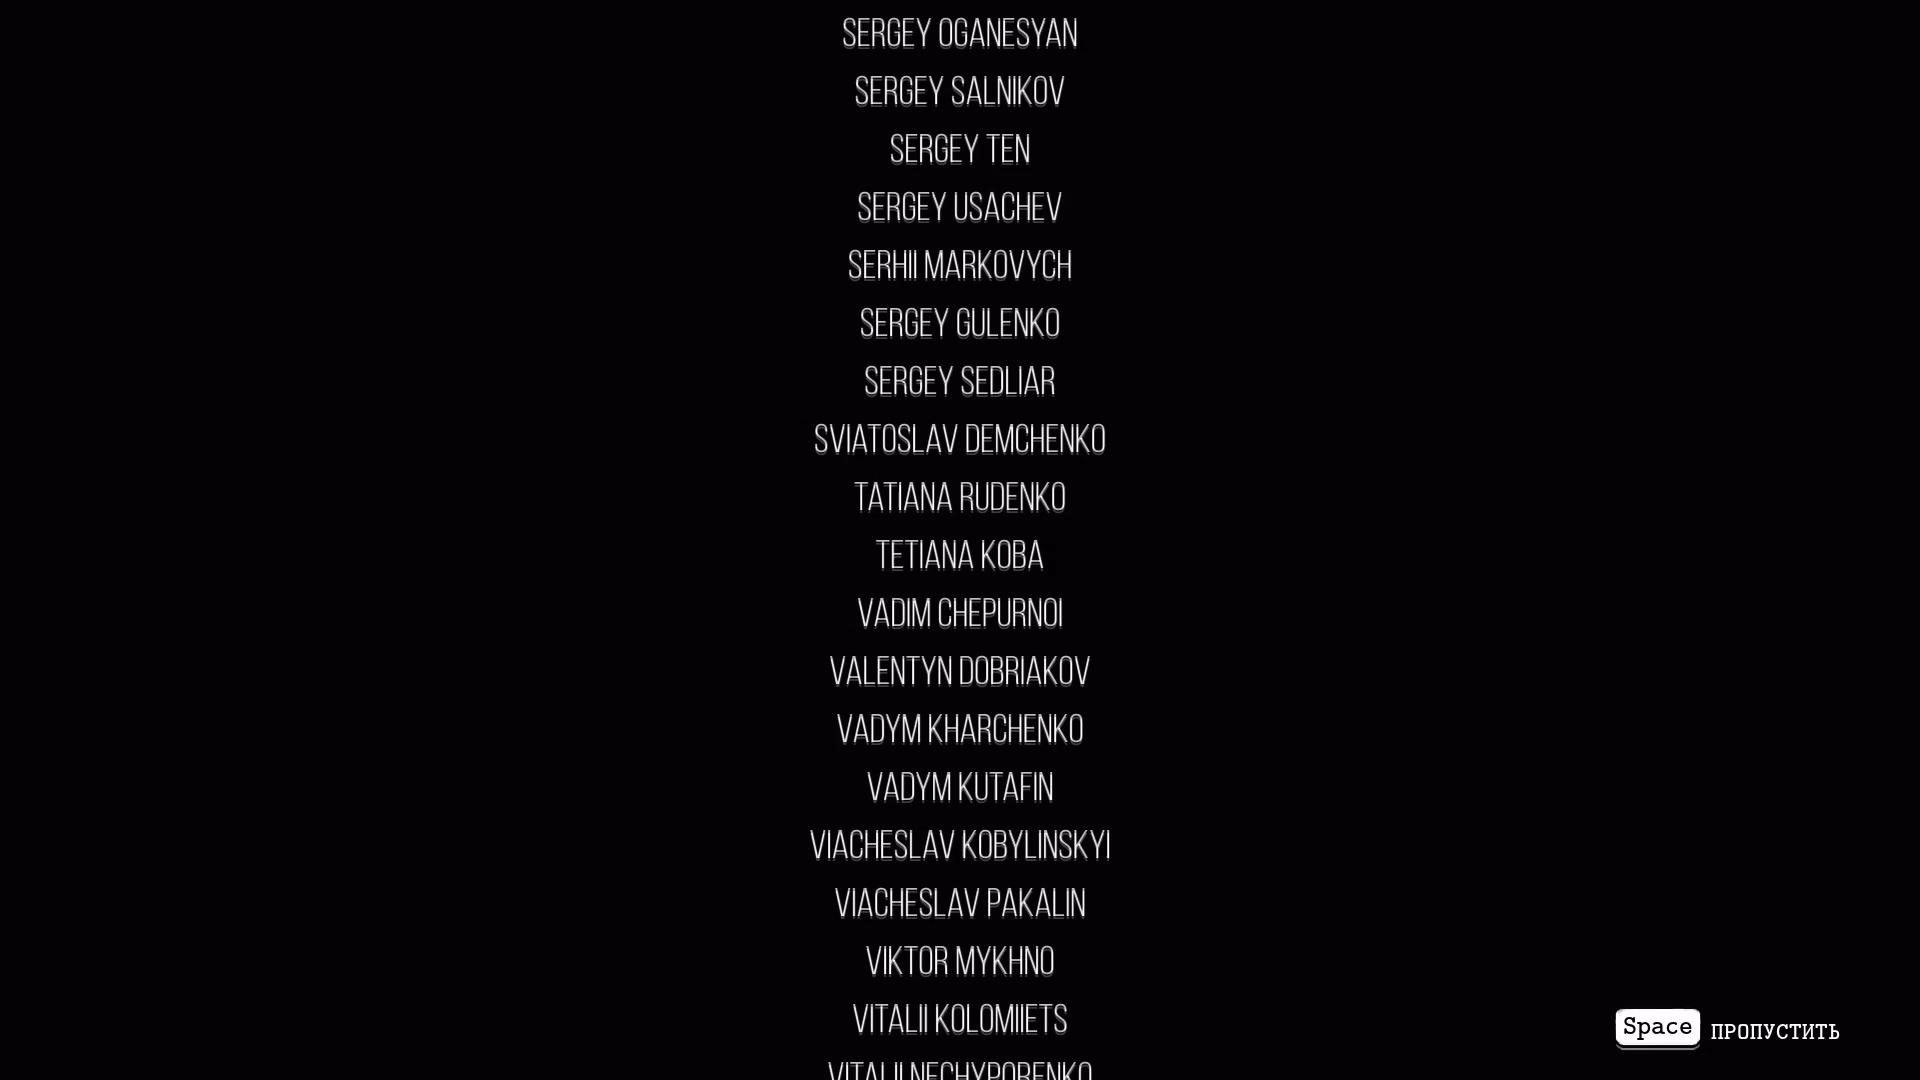 SERGEY OGANESYAN
SERGEY SALNIKOV
SERGEY TEN
SERGEY USACHEV
SERHII MARKOVYCH
SERGEY GULENKO
SERGEY SEDLIAR
SVIATOSLAV DEMCHENKO
TATIANA RUDENKO
TETIANA KOBA
VADIM CHEPURNOI
VALENTYN DOBRIAKOV
VADYM KHARCHENKO
VADYM KUTAFIN
VIACHESLAV KOBYLINSKYI
VIACHESLAV PAKALIN
VIKTOR MYKHNO
VITALII KOLOMIIETS
VITALII NECHYPORENKO
Space ПРОПУСТИТЬ